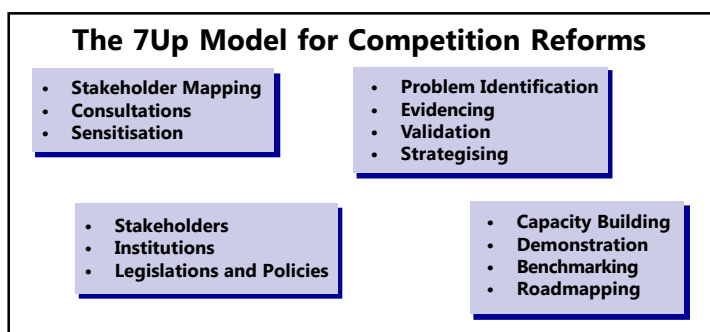 The 7Up Model for Competition Reforms
• Stakeholder Mapping
• Consultations
• Sensitisation
• Problem Identification
• Evidencing
• Validation
• Strategising
• Stakeholders
• Institutions
• Legislations and Policies
• Capacity Building
• Demonstration
• Benchmarking
• Roadmapping